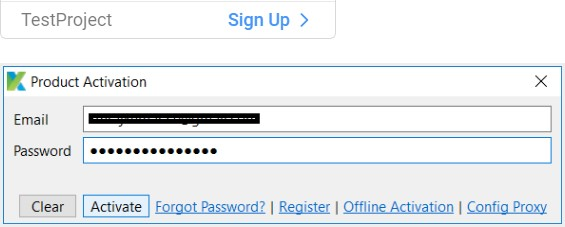 TestProject Sign Up >
Product Activation
Email
Password ●●●●●●●●●●●●●●●
Clear Activate Forgot Password? | Register | Offline Activation | Config Proxy